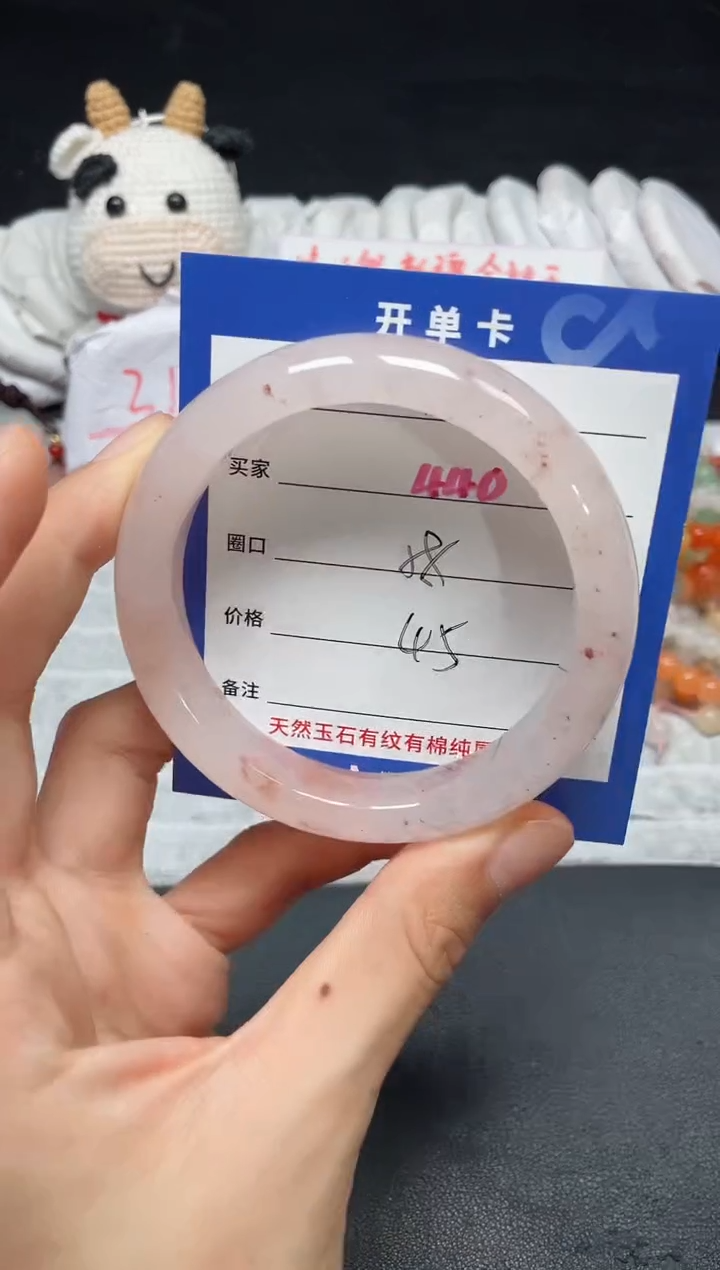 开单卡
买家 440
圈口
价格 45
备注
天然玉石有纹有棉纯